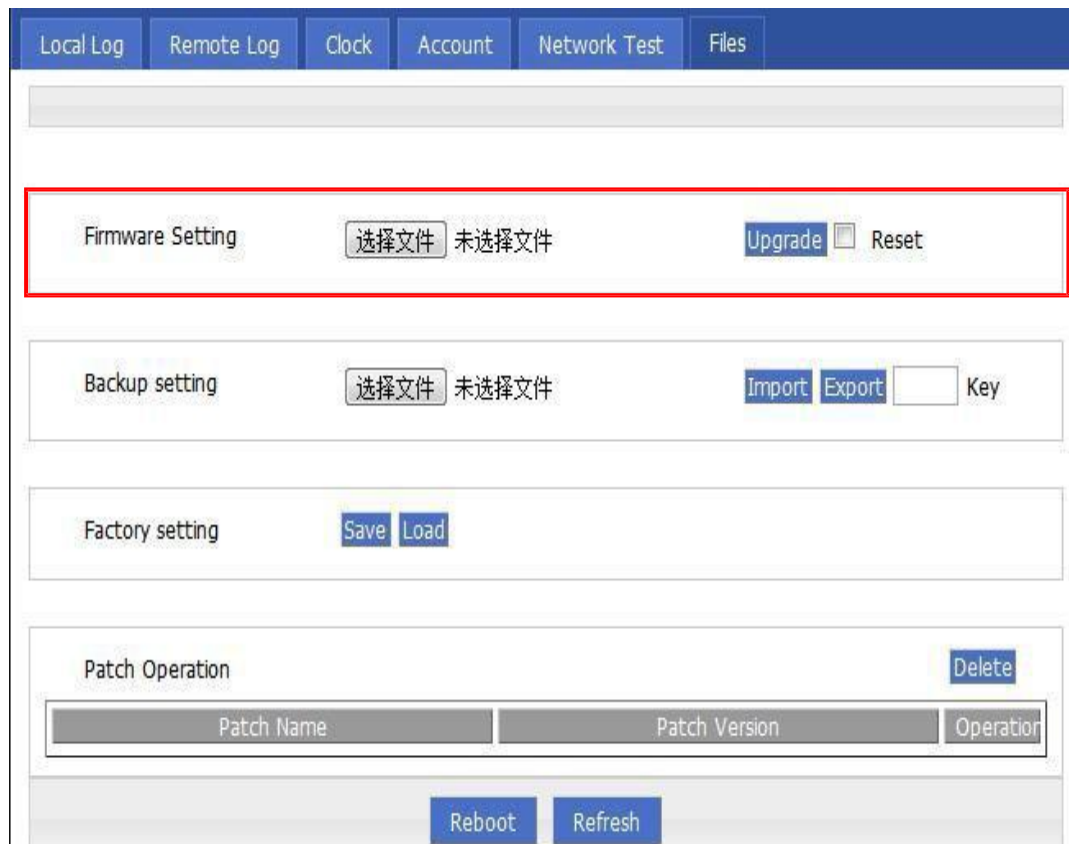 Local Log Remote Log Clock Account Network Test Files
Firmware Setting 选择文件 未选择文件 Upgrade Reset
Backup setting 选择文件 未选择文件 Import Export Key
Factory setting Save Load
Patch Operation Delete
Patch Name Patch Version Operation
Reboot Refresh